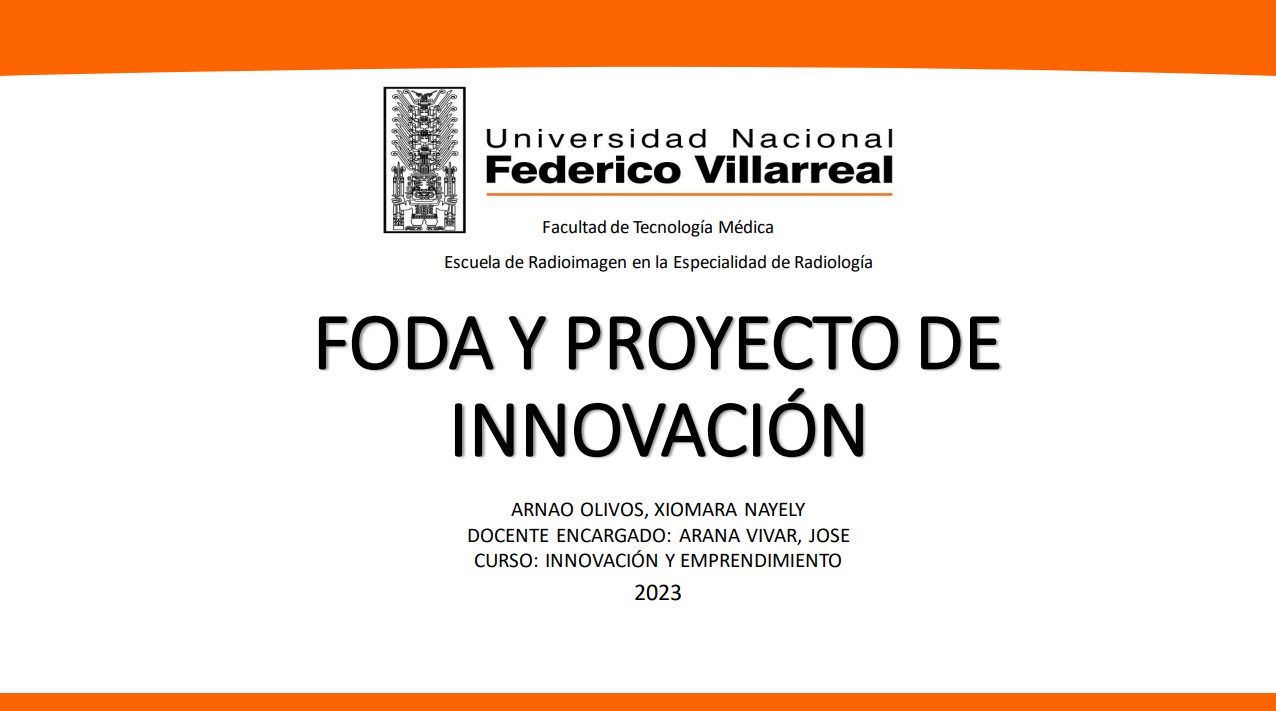 Universidad Nacional
Federico Villarreal
Facultad de Tecnología Médica
Escuela de Radioimagen en la Especialidad de Radiología
FODA Y PROYECTO DE
INNOVACIÓN
ARNAO OLIVOS, XIOMARA NAYELY
DOCENTE ENCARGADO: ARANA VIVAR, JOSE
CURSO: INNOVACIÓN Y EMPRENDIMIENTO
2023